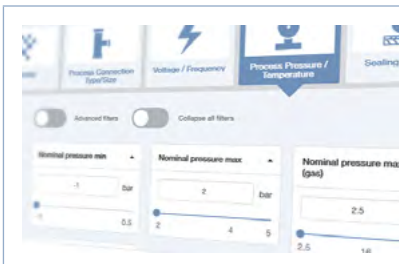 Process Connection
Type/Size
Voltage / Frequency
Process Pressure /
Temperature
Sealing
Advanced filters
Collapse all filters
Nominal pressure min
-1
bar
-1
0.5
Nominal pressure max
2
bar
2
4
5
Nominal pressure max
(gas)
2.5
2.5
16